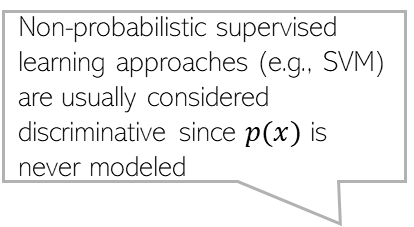 Non-probabilistic supervised
learning approaches (e.g., SVM)
are usually considered
discriminative since p(x) is
never modeled